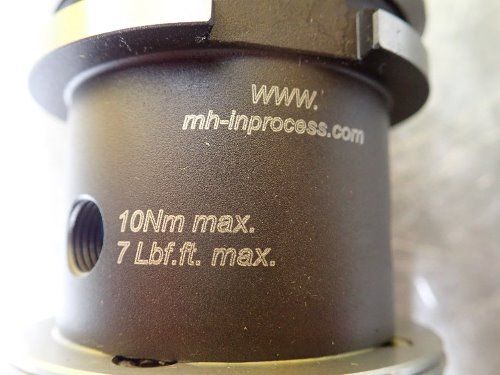 www.
mh-inprocess.com
10Nm max.
7 Lbf.ft. max.